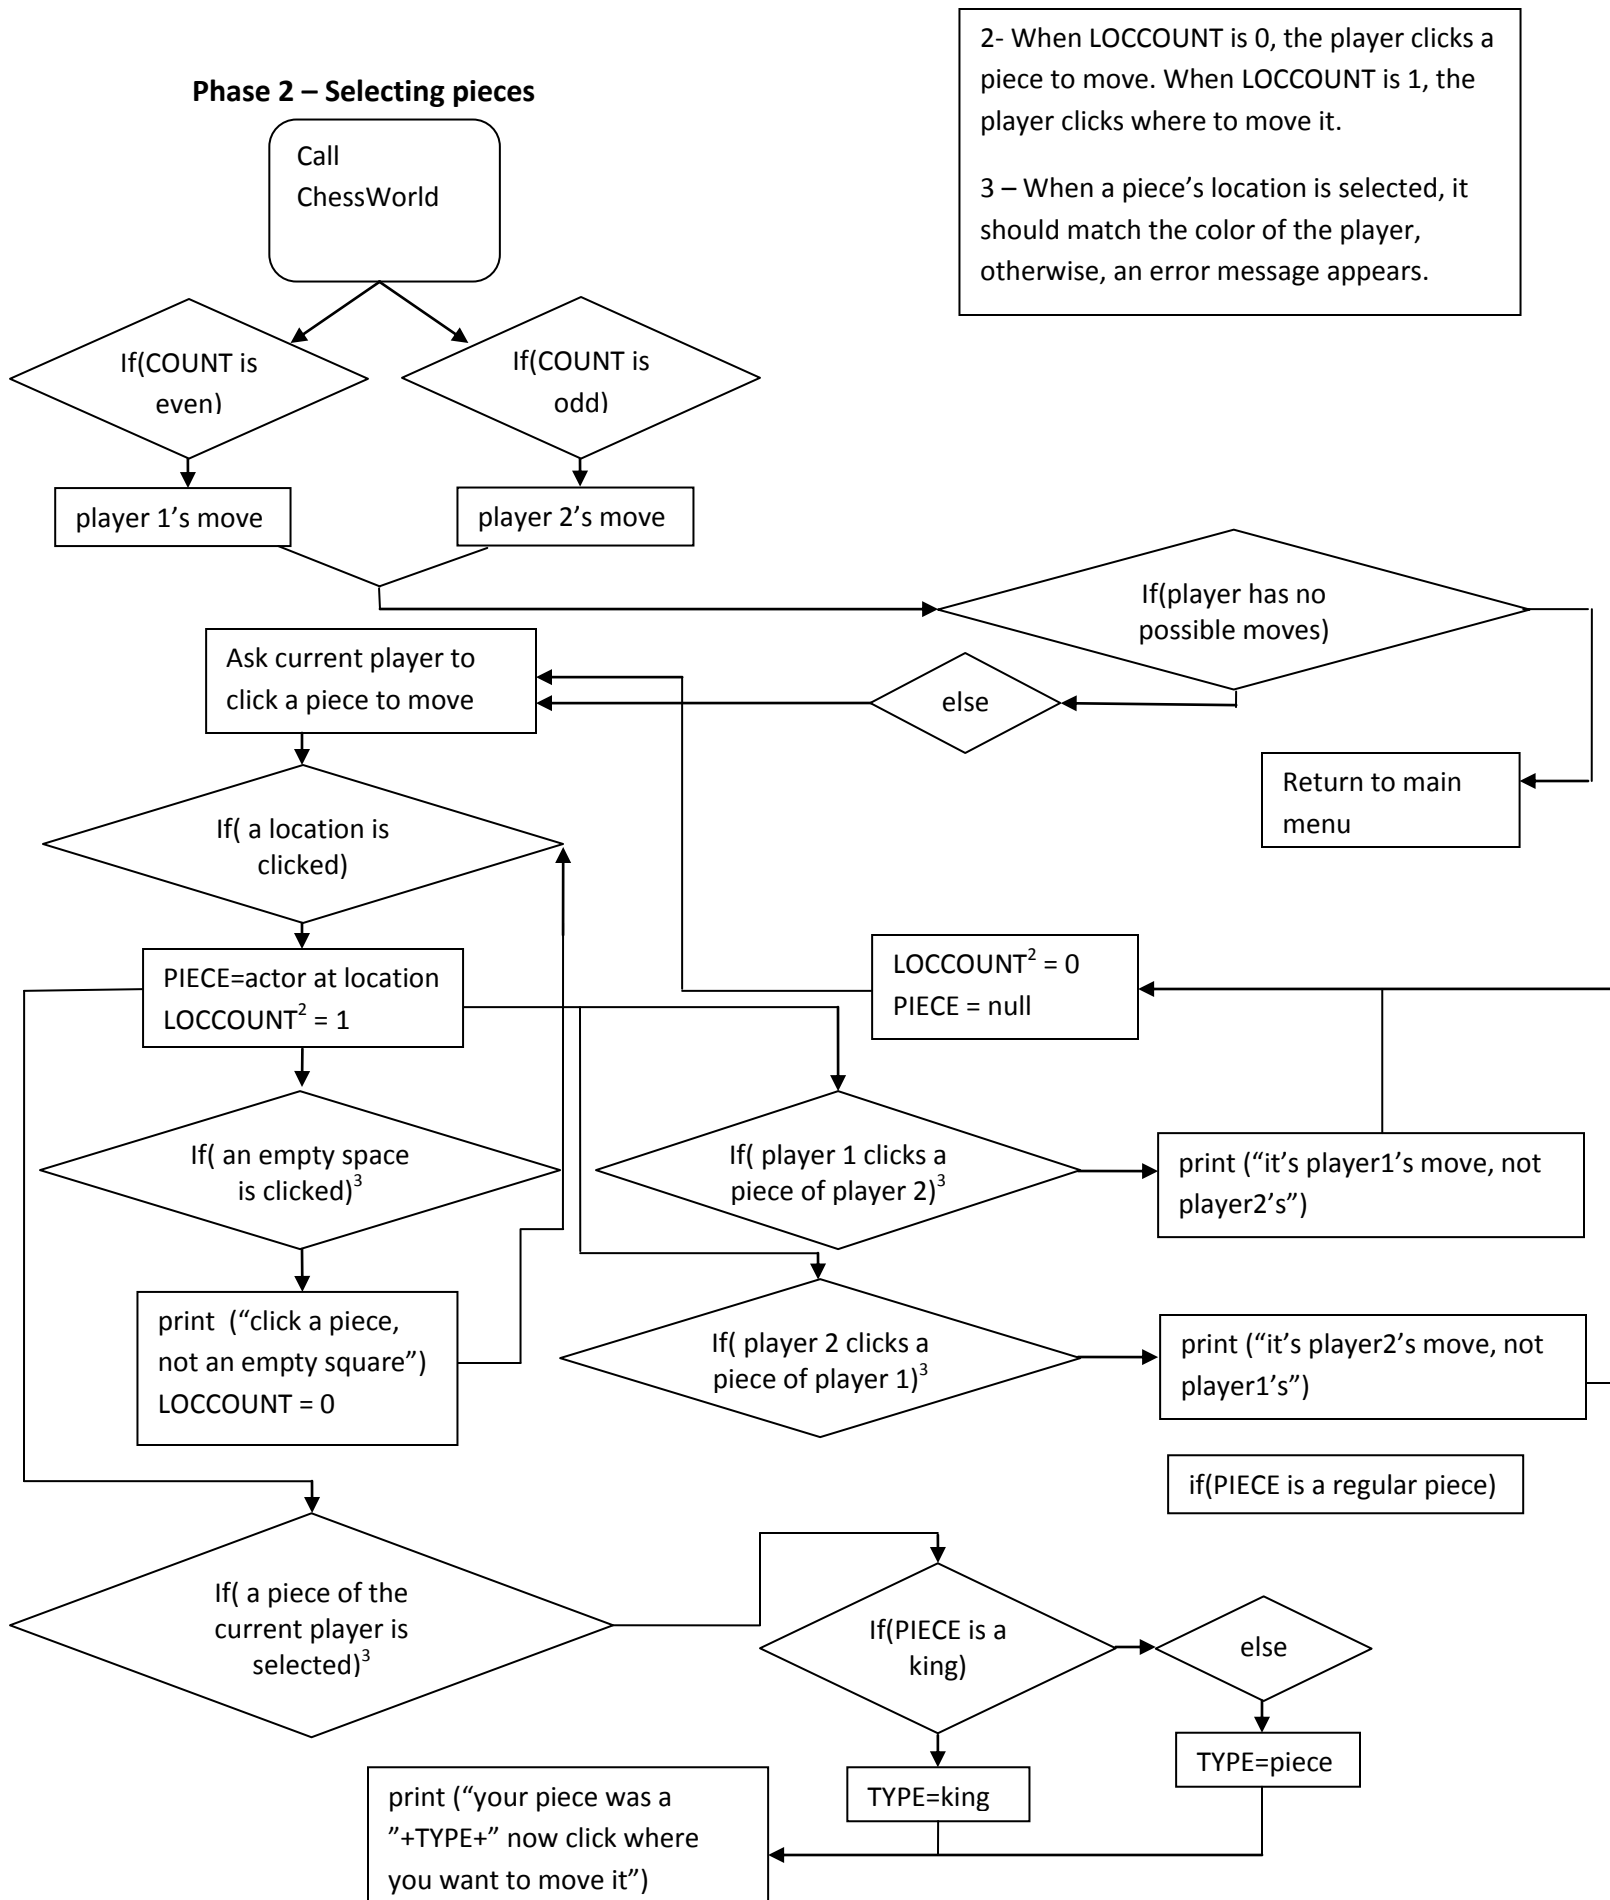 2- When LOCCOUNT is 0, the player clicks a
piece to move. When LOCCOUNT is 1, the
player clicks where to move it.
3 – When a piece’s location is selected, it
should match the color of the player,
otherwise, an error message appears.
Phase 2 – Selecting pieces
Call
ChessWorld
If(COUNT is
even)
If(COUNT is
odd)
player 1’s move
player 2’s move
If(player has no
possible moves)
Ask current player to
click a piece to move
else
Return to main
menu
If( a location is
clicked)
PIECE=actor at location
LOCCOUNT² = 1
LOCCOUNT² = 0
PIECE = null
If( an empty space
is clicked)³
If( player 1 clicks a
piece of player 2)³
print (“it’s player1’s move, not
player2’s”)
print  (“click a piece,
not an empty square”)
LOCCOUNT = 0
If( player 2 clicks a
piece of player 1)³
print (“it’s player2’s move, not
player1’s”)
if(PIECE is a regular piece)
If( a piece of the
current player is
selected)³
If(PIECE is a
king)
else
TYPE=king
TYPE=piece
print (“your piece was a
”+TYPE+” now click where
you want to move it”)